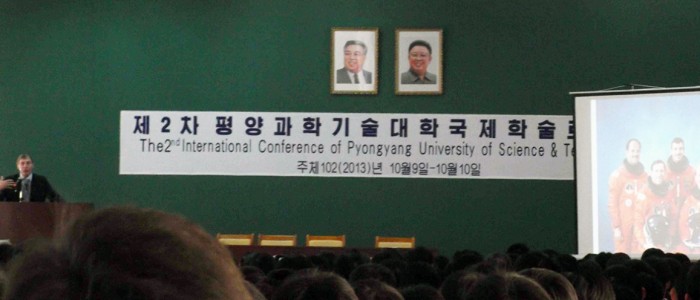 제2차 평양과학기술대학국제학술
The 2nd International Conference of Pyongyang University of Science &
주체102(2013)년 10월9일-10월10일